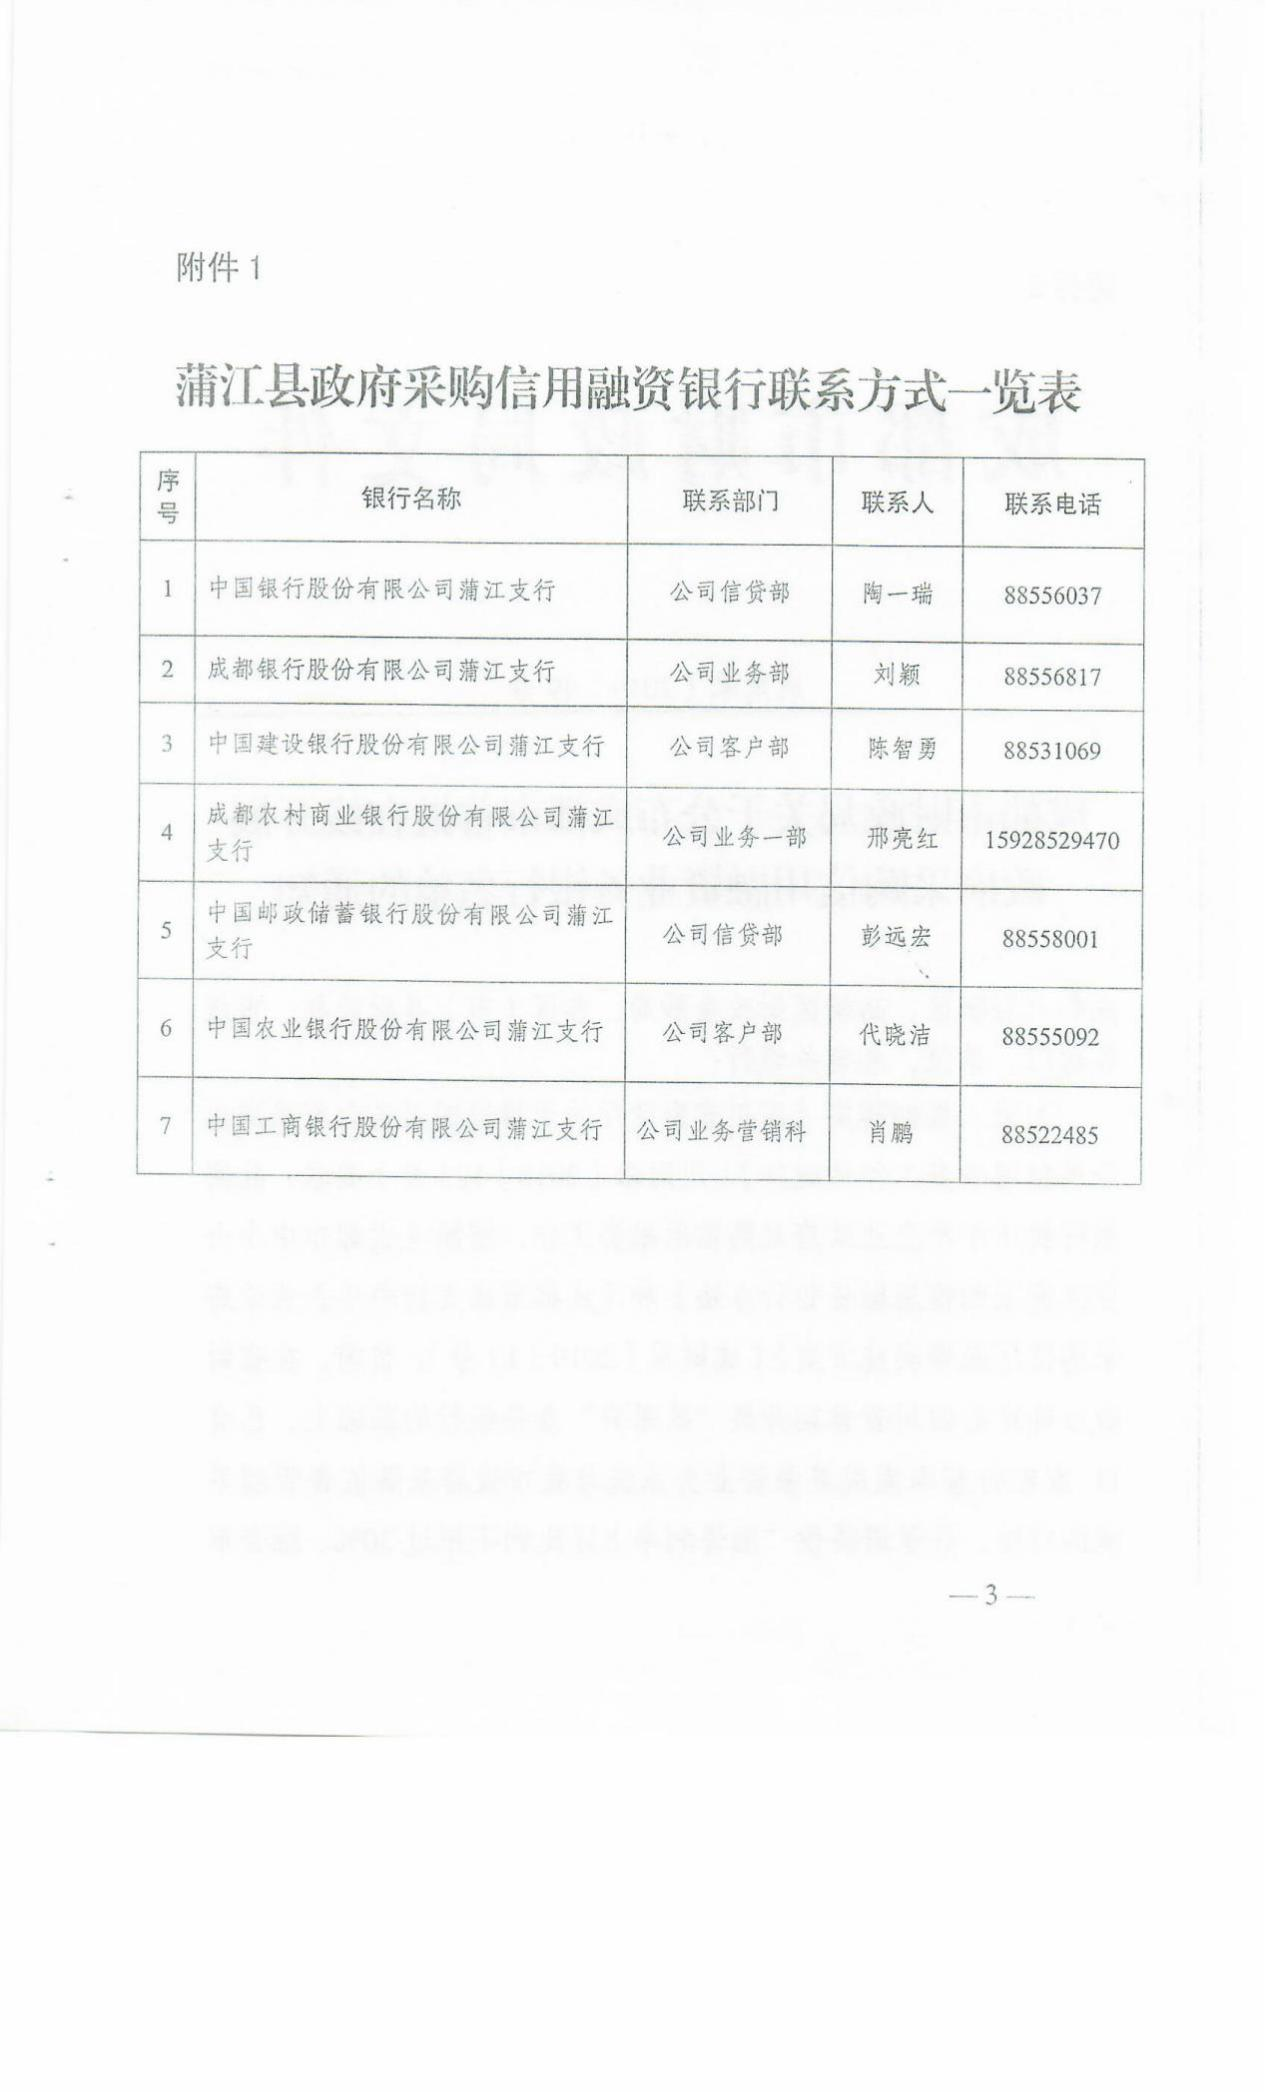 附件1
蒲江县政府采购信用融资银行联系方式一览表
序号 银行名称 联系部门 联系人 联系电话
1 中国银行股份有限公司蒲江支行 公司信贷部 陶一瑞 88556037
2 成都银行股份有限公司蒲江支行 公司业务部 刘颖 88556817
3 中国建设银行股份有限公司蒲江支行 公司客户部 陈智勇 88531069
4 成都农村商业银行股份有限公司蒲江
支行 公司业务一部 邢亮红 15928529470
5 中国邮政储蓄银行股份有限公司蒲江
支行 公司信贷部 彭远宏 88558001
6 中国农业银行股份有限公司蒲江支行 公司客户部 代晓洁 88555092
7 中国工商银行股份有限公司蒲江支行 公司业务营销科 肖鹏 88522485
—3—